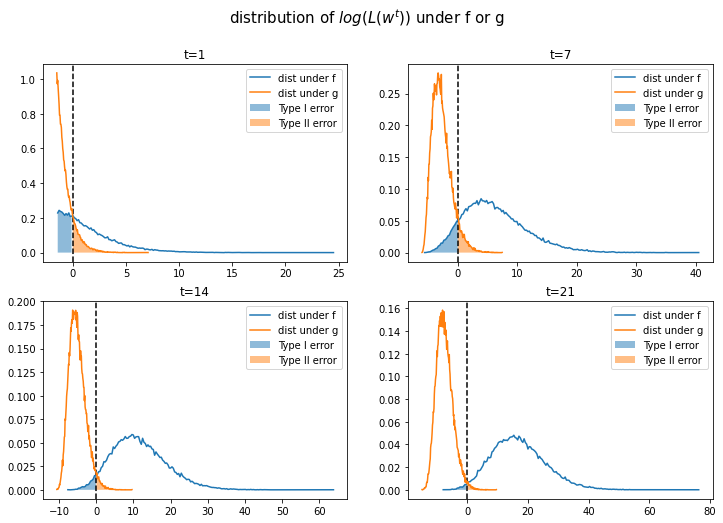 distribution of log(L(w^t)) under f or g
t=1
1.0
0.8
0.6
0.4
0.2
0.0
0
5
10
15
20
25
dist under f
dist under g
Type I error
Type II error
t=7
0.25
0.20
0.15
0.10
0.05
0.00
0
10
20
30
40
dist under f
dist under g
Type I error
Type II error
t=14
0.200
0.175
0.150
0.125
0.100
0.075
0.050
0.025
0.000
−10
0
10
20
30
40
50
60
dist under f
dist under g
Type I error
Type II error
t=21
0.16
0.14
0.12
0.10
0.08
0.06
0.04
0.02
0.00
0
20
40
60
80
dist under f
dist under g
Type I error
Type II error